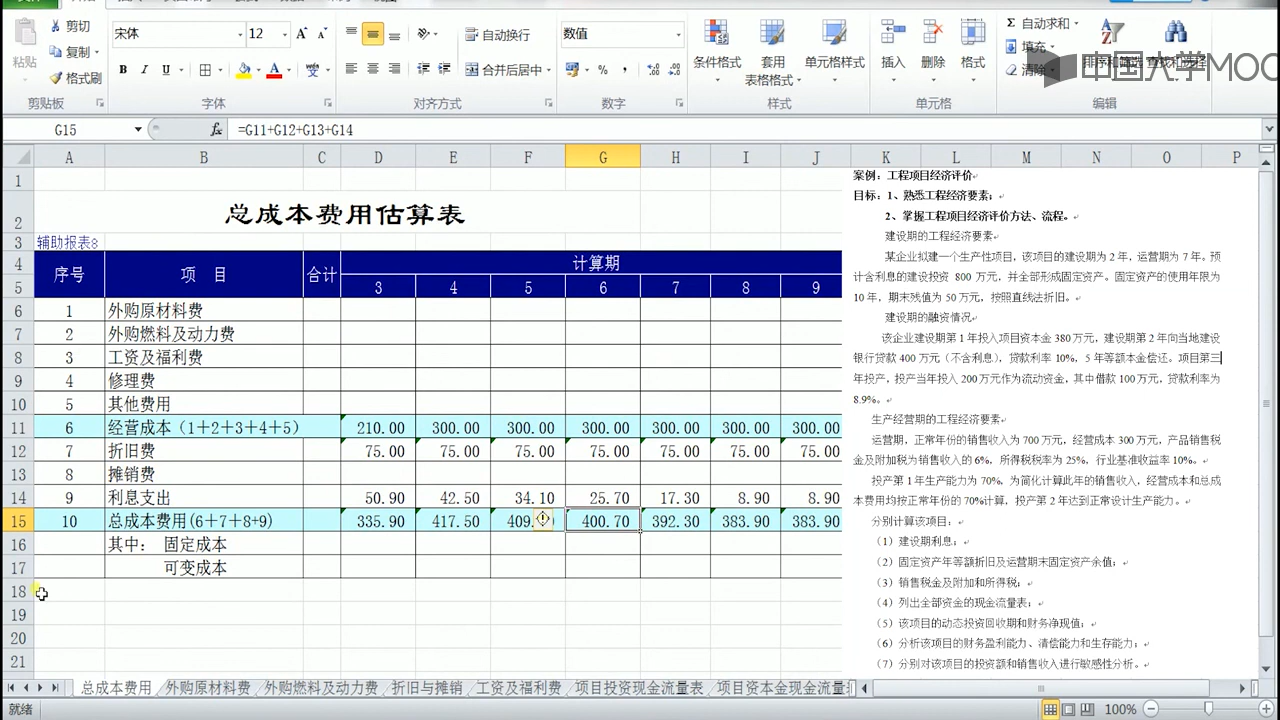 剪切
宋体
12
自动换行
数值
自动求和
粘贴
复制
条件格式
套用
表格格式
单元格样式
插入
删除
格式
填充
中国大学MOO
格式刷
合并后居中
清除
剪贴板
字体
对齐方式
数字
样式
单元格
编辑
G15
=G11+G12+G13+G14
A B C D E F G H I J K L M N O P
总成本费用估算表
辅助报表8
序号 项 目 合计 计算期
3 4 5 6 7 8 9
1 外购原材料费
2 外购燃料及动力费
3 工资及福利费
4 修理费
5 其他费用
6 经营成本（1＋2＋3＋4＋5） 210.00 300.00 300.00 300.00 300.00 300.00 300.00
7 折旧费 75.00 75.00 75.00 75.00 75.00 75.00 75.00
8 摊销费
9 利息支出 50.90 42.50 34.10 25.70 17.30 8.90 8.90
10 总成本费用(6＋7＋8+9) 335.90 417.50 409. 400.70 392.30 383.90 383.90
其中： 固定成本
可变成本
案例：工程项目经济评价
目标：1、熟悉工程经济要素；
2、掌握工程项目经济评价方法、流程。
建设期的工程经济要素
某企业拟建一个生产性项目，该项目的建设期为 2 年，运营期为 7 年。预
计含利息的建设投资 800 万元，并全部形成固定资产。固定资产的使用年限为
10 年，期末残值为 50 万元，按照直线法折旧。
建设期的融资情况
该企业建设期第 1 年投入项目资本金 380 万元，建设期第 2 年向当地建设
银行贷款 400 万元（不含利息），贷款利率 10%，5 年等额本金偿还。项目第三
年投产，投产当年投入 200 万元作为流动资金，其中借款 100 万元，贷款利率为
8.9%。
生产经营期的工程经济要素
运营期，正常年份的销售收入为 700 万元，经营成本 300 万元，产品销售税
金及附加税为销售收入的 6%，所得税税率为 25%，行业基准收益率 10%。
投产第 1 年生产能力为 70%，为简化计算此年的销售收入，经营成本和总成
本费用均按正常年份的 70%计算，投产第 2 年达到正常设计生产能力。
分别计算该项目：
（1）建设期利息；
（2）固定资产年等额折旧及运营期末固定资产余值；
（3）销售税金及附加和所得税；
（4）列出全部资金的现金流量表；
（5）该项目的动态投资回收期和财务净现值；
（6）分析该项目的财务盈利能力、清偿能力和生存能力；
（7）分别对该项目的投资额和销售收入进行敏感性分析。
1
2
3
4
5
6
7
8
9
10
11
12
13
14
15
16
17
18
19
20
21
总成本费用 外购原材料费 外购燃料及动力费 折旧与摊销 工资及福利费 项目投资现金流量表 项目资本金现金流量
就绪
100%